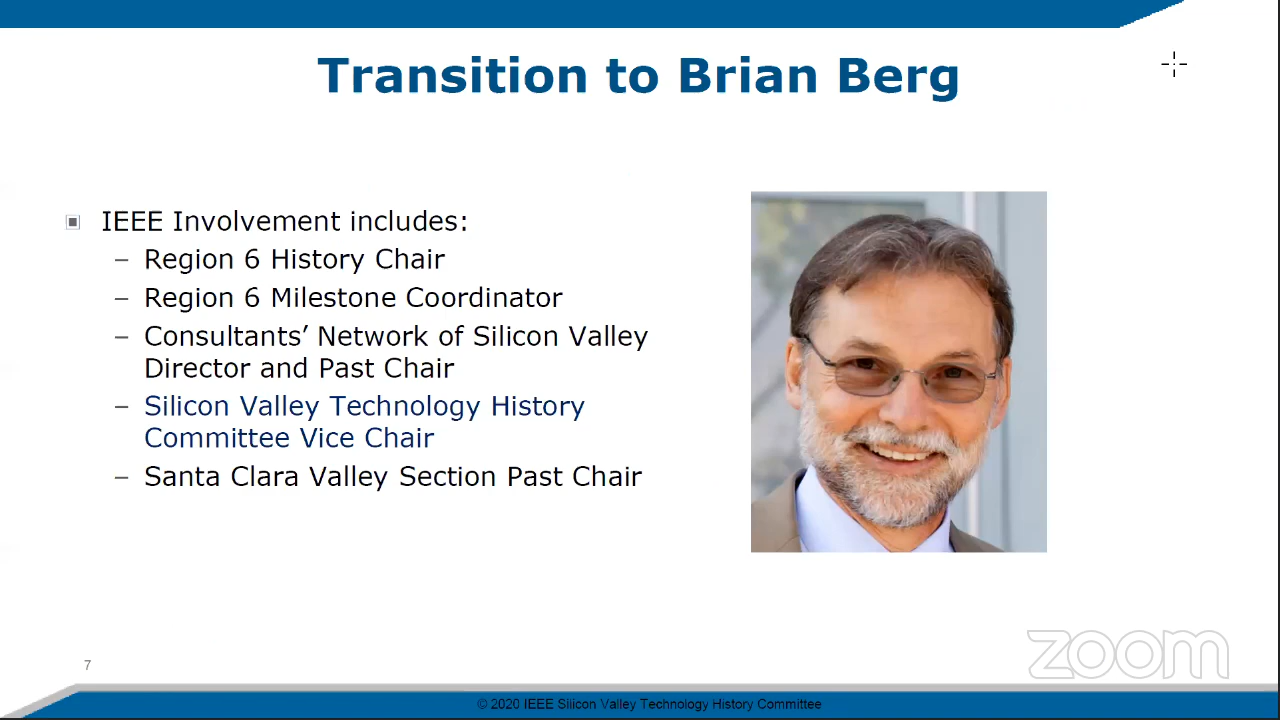 Transition to Brian Berg
IEEE Involvement includes:
– Region 6 History Chair
– Region 6 Milestone Coordinator
– Consultants’ Network of Silicon Valley
Director and Past Chair
– Silicon Valley Technology History
Committee Vice Chair
– Santa Clara Valley Section Past Chair
zoom
7
© 2020 IEEE Silicon Valley Technology History Committee